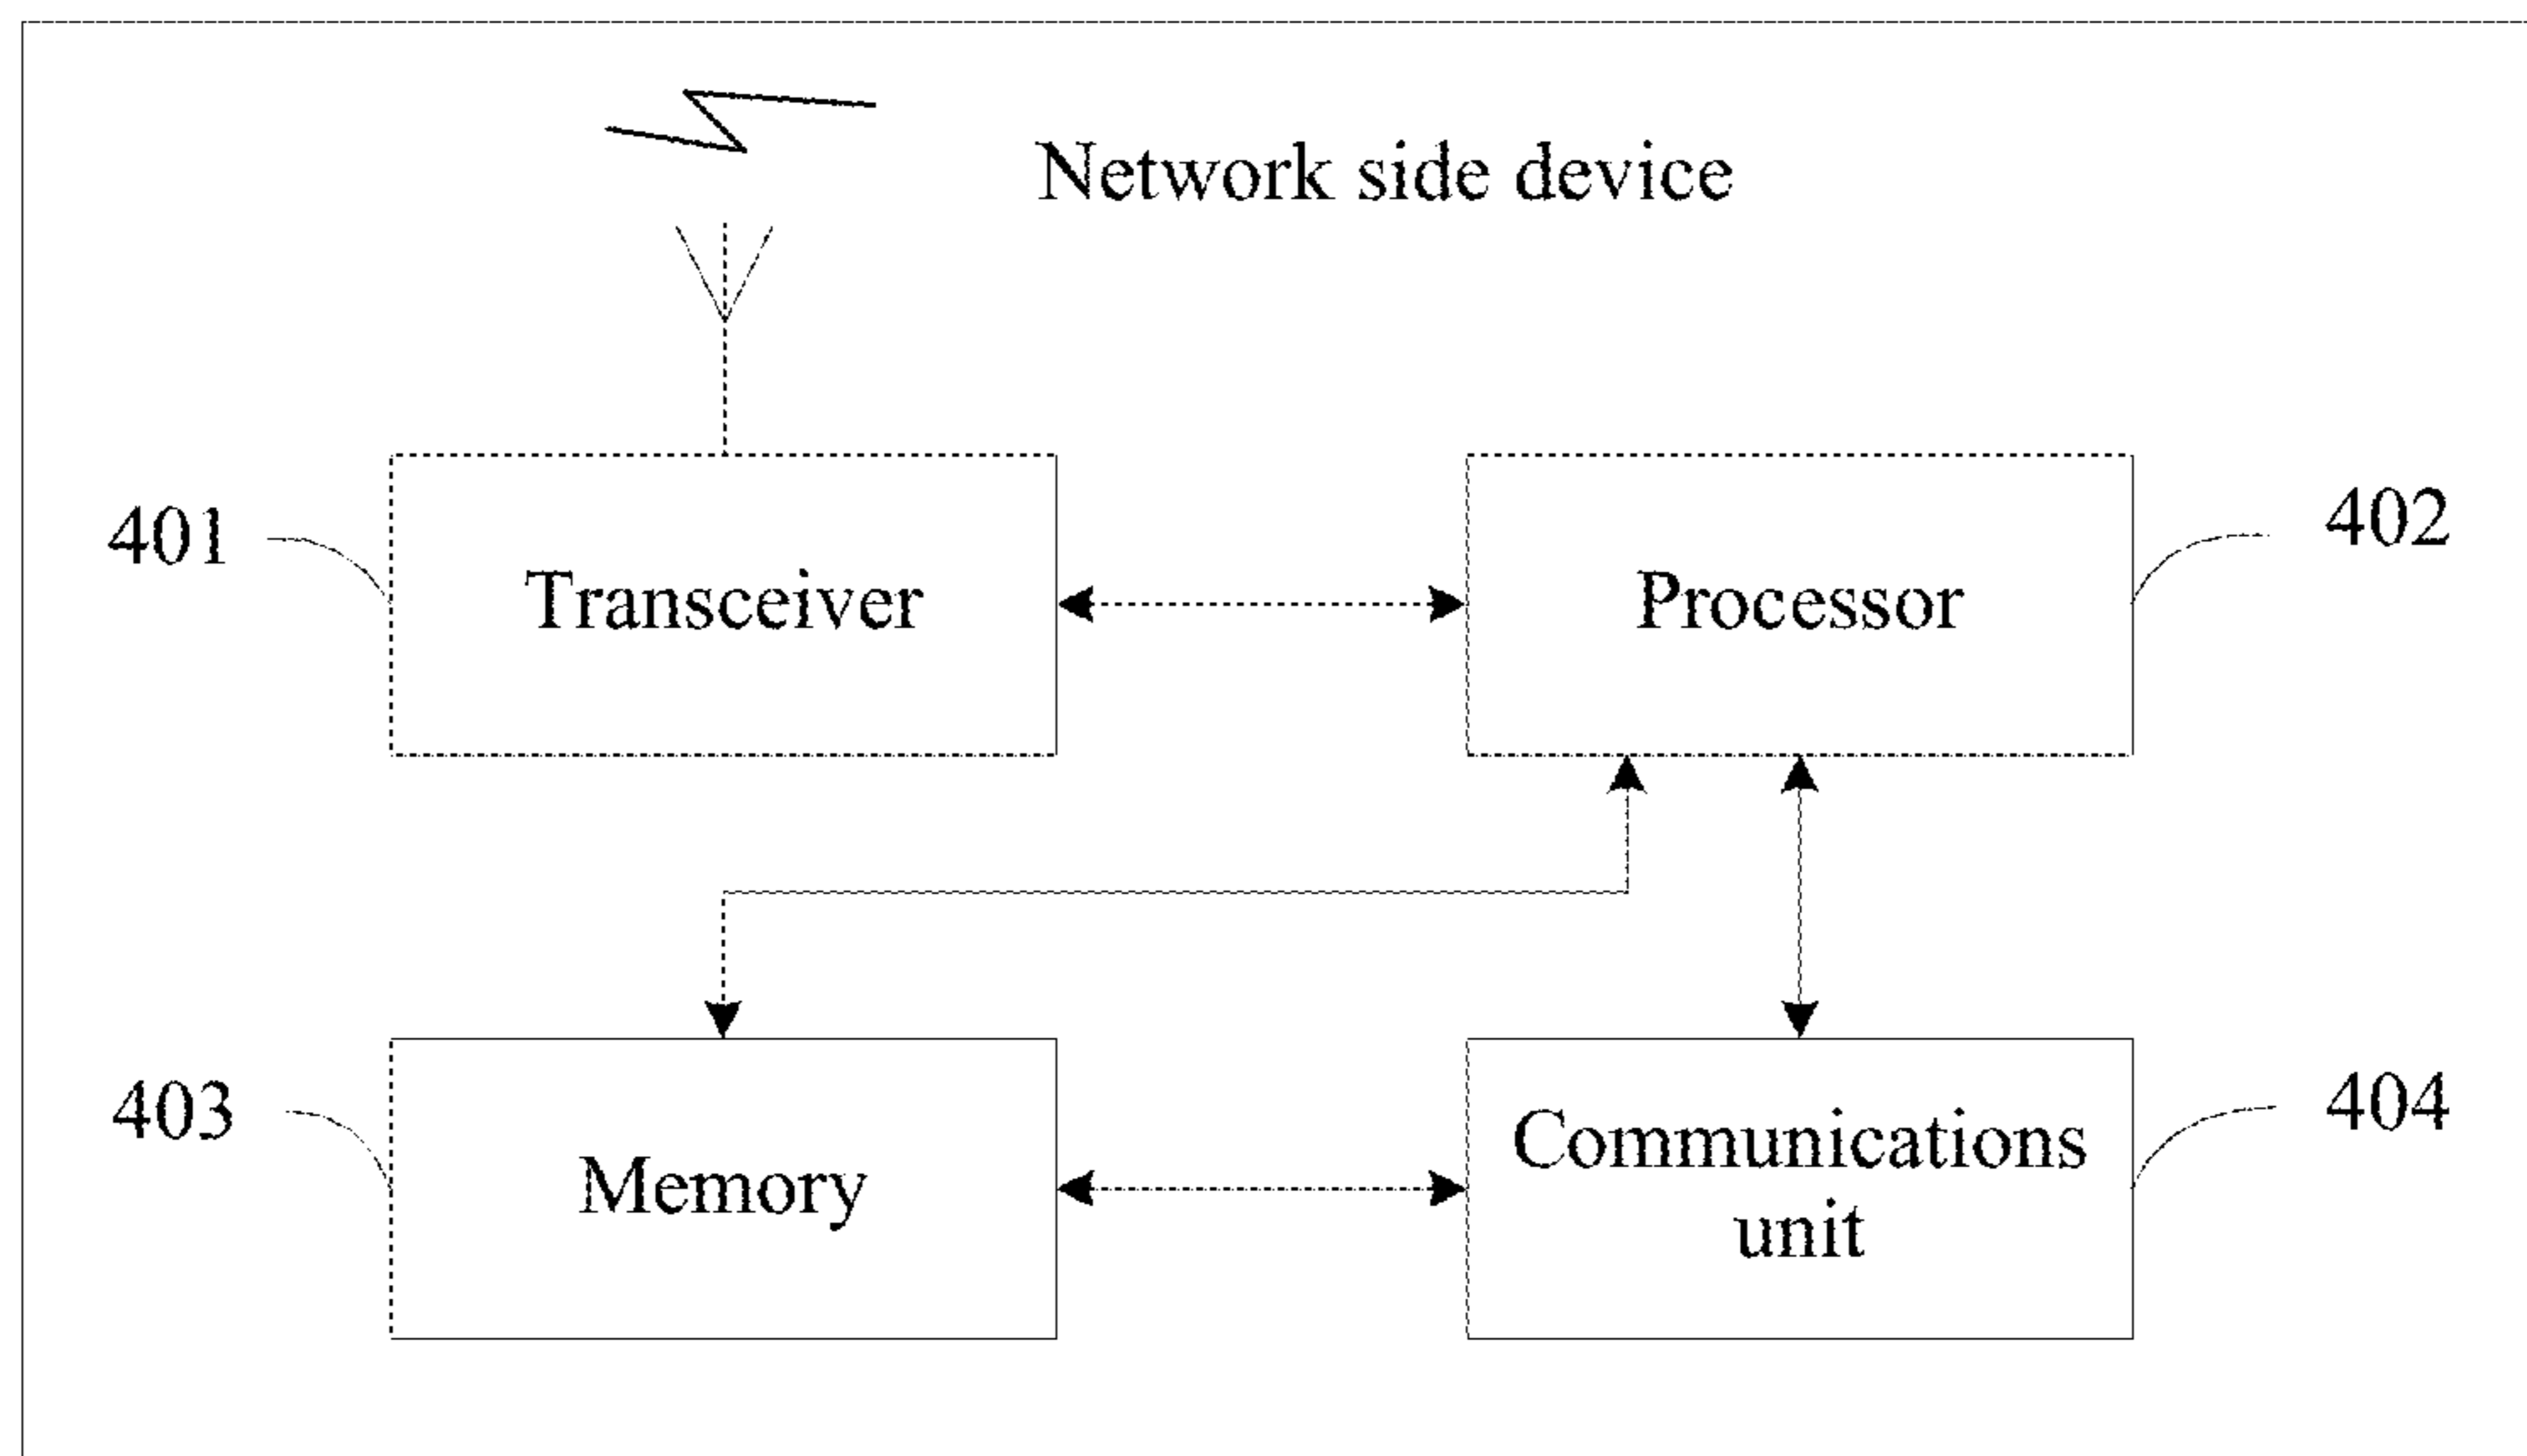 Network side device
401
Transceiver
Processor
402
403
Memory
Communications
unit
404